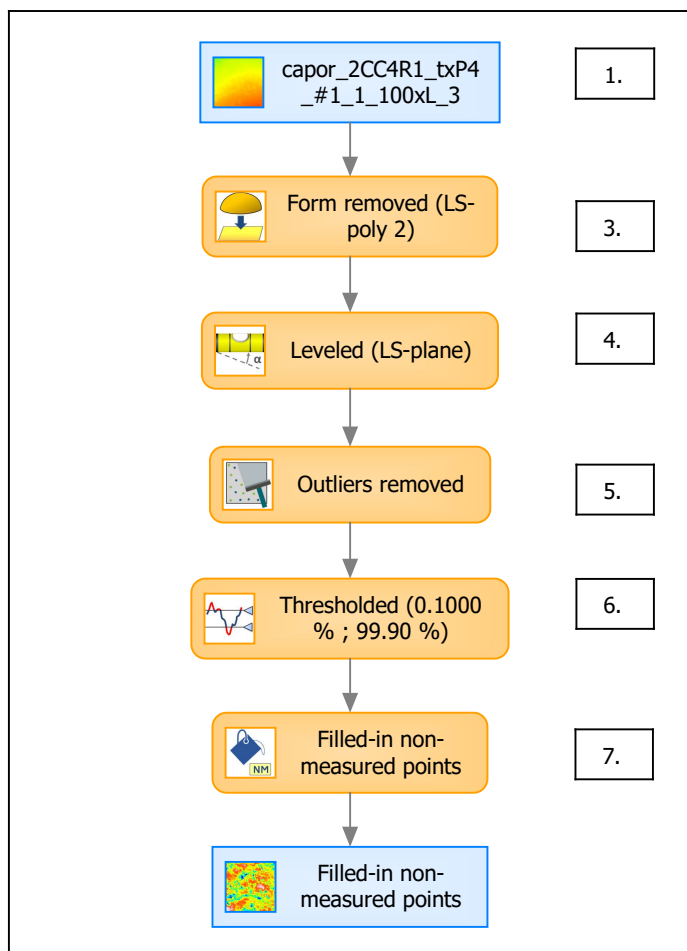 capor_2CC4R1_txP4
_#1_1_100xL_3
1.
Form removed (LS-
poly 2)
3.
α
Leveled (LS-plane)
4.
Outliers removed
5.
Thresholded (0.1000
% ; 99.90 %)
6.
NM
Filled-in non-
measured points
7.
Filled-in non-
measured points